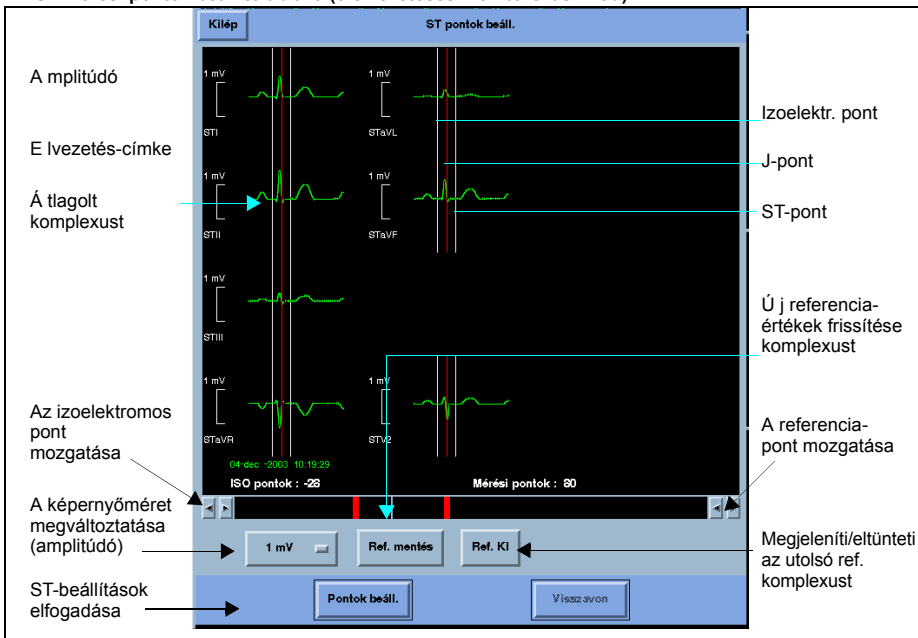 Kilép
ST pontok beáll.
A mplitúdó
E lvezetés-címke
Á tlagolt
komplexust
Az izoelektromos
pont
mozgatása
A képernyőméret
megváltoztatása
(amplitúdó)
ST-beállítások
elfogadása
1 mV
STI
1 mV
STII
1 mV
STIII
1 mV
STaVR
1 mV
STaVL
1 mV
STaVF
1 mV
STV2
04-dec -2003 10:19:29
ISO pontok : -28
Mérési pontok : 80
1 mV
Ref. mentés
Ref. KI
Pontok beáll.
Visszavon
Izoelektr. pont
J-pont
ST-pont
Ú j referencia-
értékek frissítése
komplexust
A referencia-
pont mozgatása
Megjeleníti/eltünteti
az utolsó ref.
komplexust